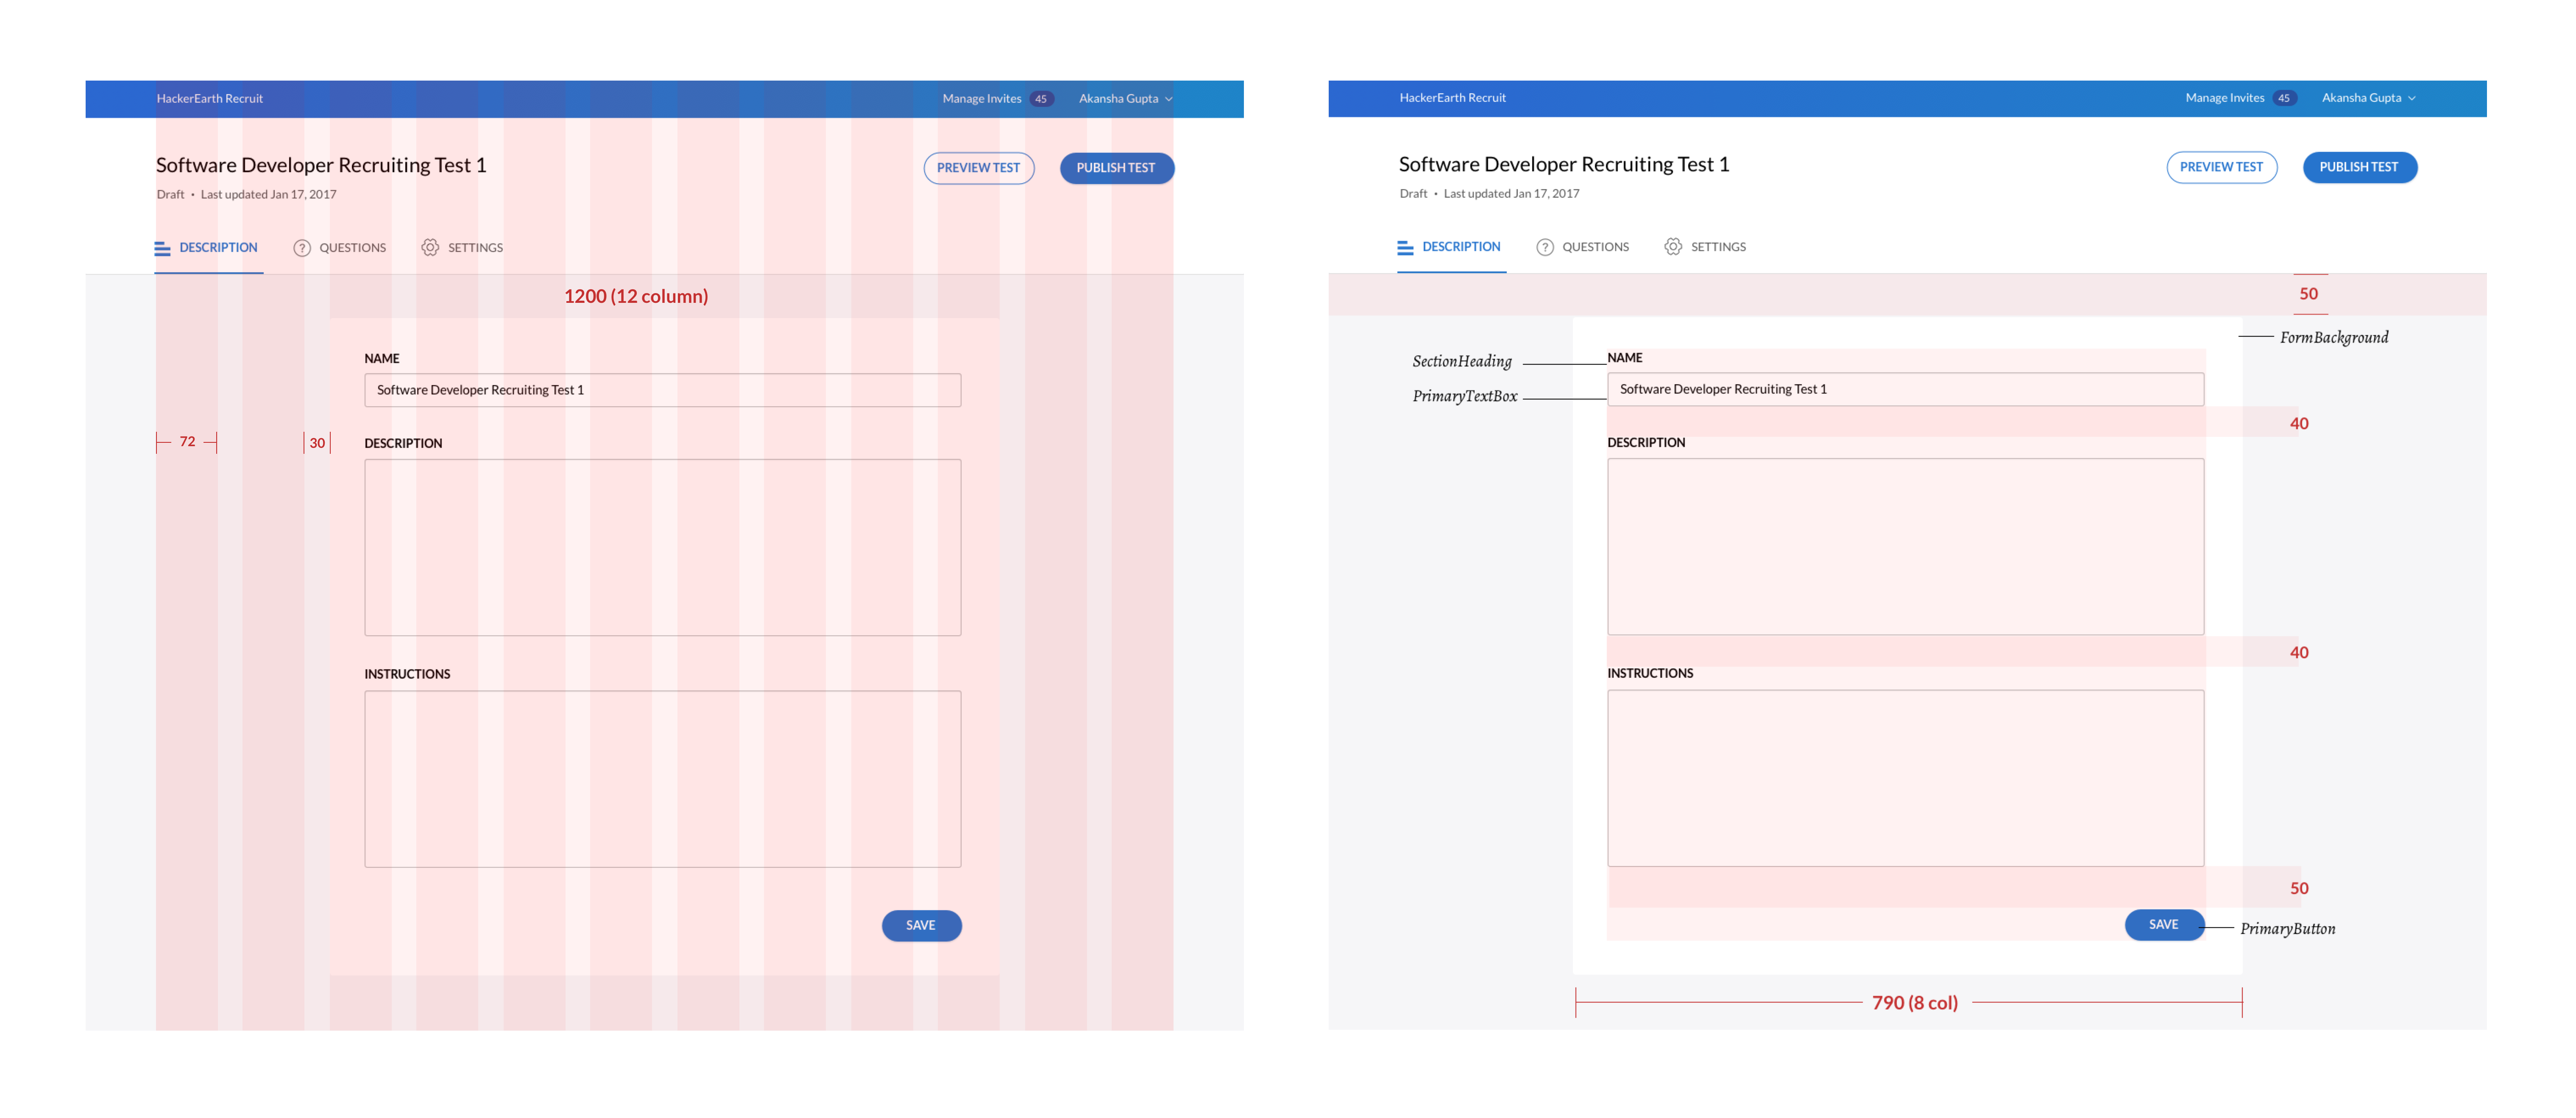 HackerEarth Recruit
Manage Invites 45 Akansha Gupta
Software Developer Recruiting Test 1
PREVIEW TEST PUBLISH TEST
Draft • Last updated Jan 17, 2017
DESCRIPTION ? QUESTIONS SETTINGS
1200 (12 column)
NAME
Software Developer Recruiting Test 1
72 30 DESCRIPTION
INSTRUCTIONS
SAVE
HackerEarth Recruit
Manage Invites 45 Akansha Gupta
Software Developer Recruiting Test 1
PREVIEW TEST PUBLISH TEST
Draft • Last updated Jan 17, 2017
DESCRIPTION ? QUESTIONS SETTINGS
50
FormBackground
SectionHeading NAME
PrimaryTextBox Software Developer Recruiting Test 1
40
DESCRIPTION
40
INSTRUCTIONS
50
SAVE PrimaryButton
790 (8 col)